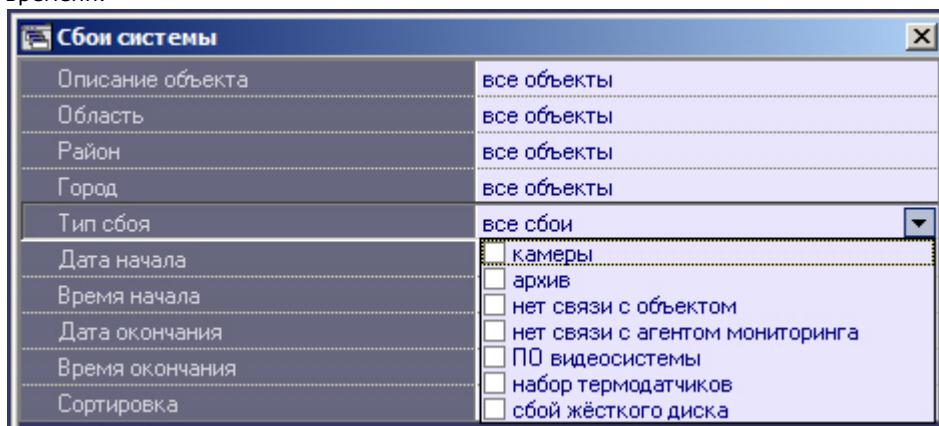 Сбои системы
Описание объекта все объекты
Область все объекты
Район все объекты
Город все объекты
Тип сбоя все сбои
Дата начала камеры
архив
Время начала нет связи с объектом
Дата окончания нет связи с агентом мониторинга
ПО видеосистемы
Время окончания набор термодатчиков
Сортировка сбой жёсткого диска